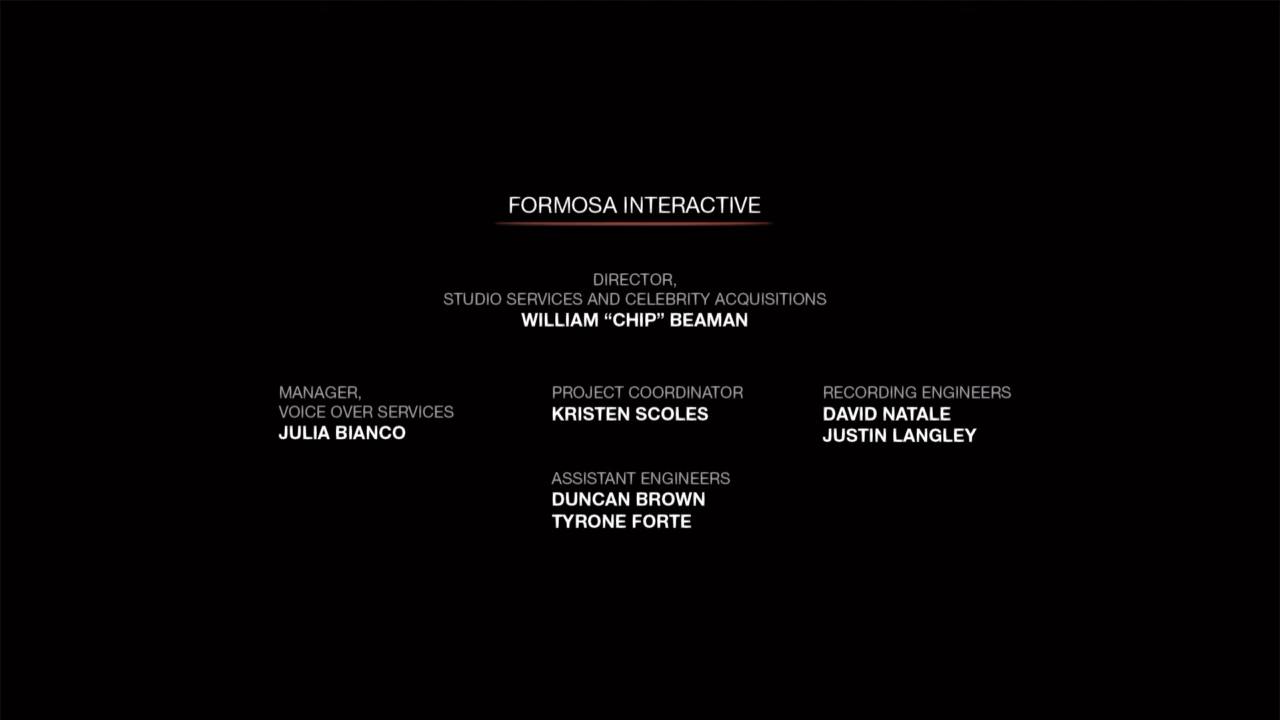 FORMOSA INTERACTIVE
DIRECTOR,
STUDIO SERVICES AND CELEBRITY ACQUISITIONS
WILLIAM “CHIP” BEAMAN
MANAGER,
VOICE OVER SERVICES
JULIA BIANCO
PROJECT COORDINATOR
KRISTEN SCOLES
RECORDING ENGINEERS
DAVID NATALE
JUSTIN LANGLEY
ASSISTANT ENGINEERS
DUNCAN BROWN
TYRONE FORTE